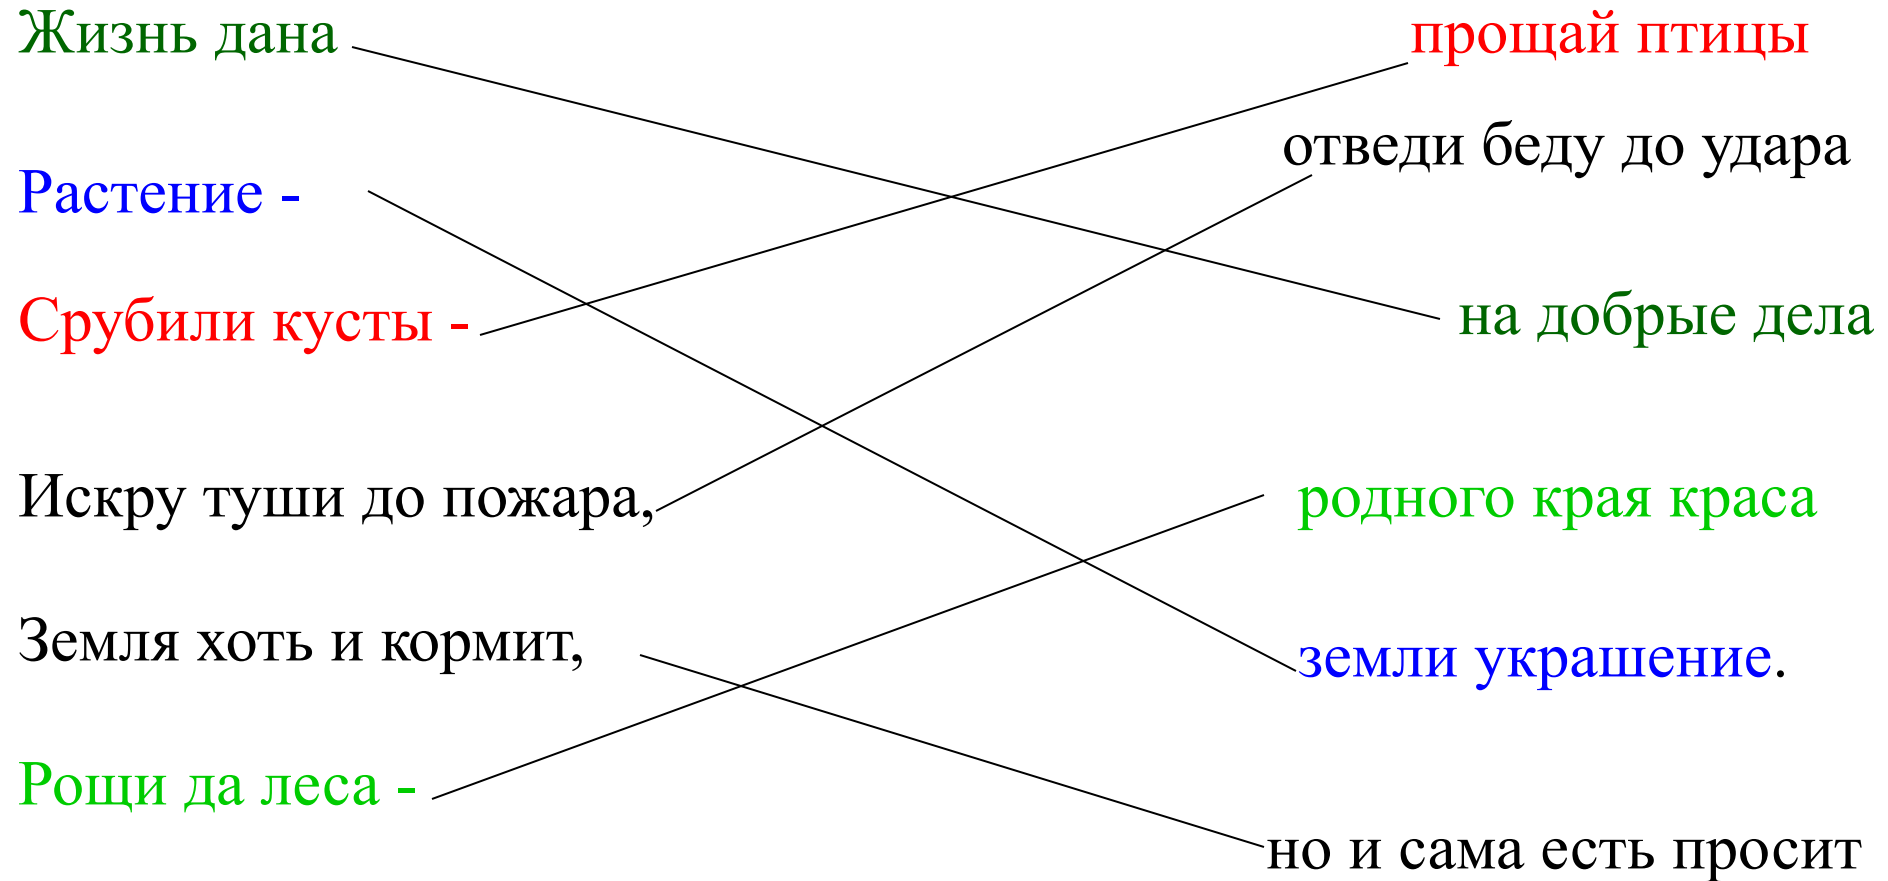 Жизнь дана
прощай птицы
отведи беду до удара
Растение -
Срубили кусты -
на добрые дела
Искру туши до пожара,
родного края краса
Земля хоть и кормит,
земли украшение.
Рощи да леса -
но и сама есть просит